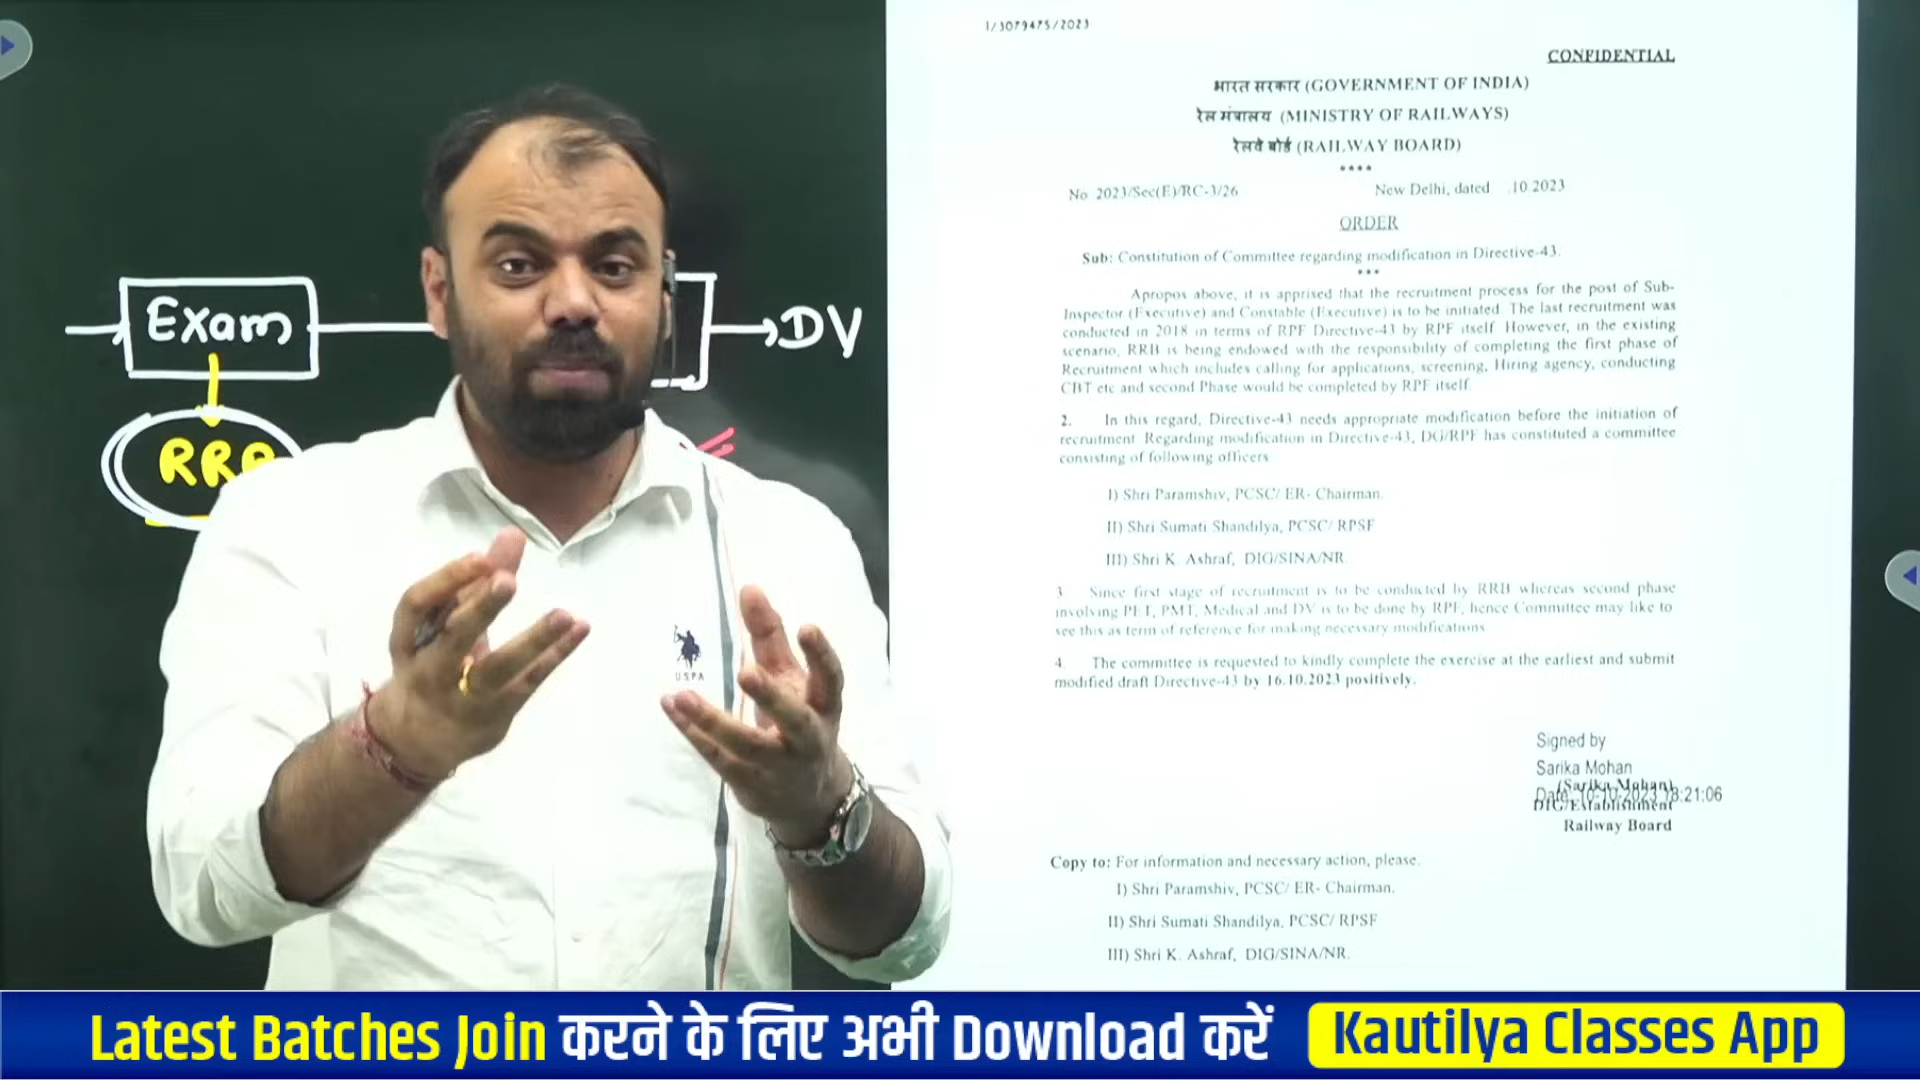 1/3079475/2023
CONFIDENTIAL
भारत सरकार (GOVERNMENT OF INDIA)
रेल मंत्रालय (MINISTRY OF RAILWAYS)
रेलवे बोर्ड (RAILWAY BOARD)
****
No 2023/Sec(E)/RC-3/26
New Delhi, dated .10.2023
ORDER
Sub: Constitution of Committee regarding modification in Directive-43.
***
Apropos above, it is apprised that the recruitment process for the post of Sub-
Inspector (Executive) and Constable (Executive) is to be initiated. The last recruitment was
conducted in 2018 in terms of RPF Directive-43 by RPF itself. However, in the existing
scenario, RRB is being endowed with the responsibility of completing the first phase of
Recruitment which includes calling for applications, screening, Hiring agency, conducting
CBT etc and second Phase would be completed by RPF itself.
2. In this regard, Directive-43 needs appropriate modification before the initiation of
recruitment. Regarding modification in Directive-43, DG/RPF has constituted a committee
consisting of following officers
I) Shri Paramshiv, PCSC/ ER- Chairman.
II) Shri Sumati Shandilya, PCSC/ RPSF
III) Shri K. Ashraf, DIG/SINA/NR.
3. Since first stage of recruitment is to be conducted by RRB whereas second phase
involving PET, PMT, Medical and DV is to be done by RPF, hence Committee may like to
see this as term of reference for making necessary modifications
4. The committee is requested to kindly complete the exercise at the earliest and submit
modified draft Directive-43 by 16.10.2023 positively.
Signed by
Sarika Mohan
(Sarika Mohan)
Date: 10-10-2023 18:21:06
DIG/Establishment
Railway Board
Copy to: For information and necessary action, please.
I) Shri Paramshiv, PCSC/ ER- Chairman.
II) Shri Sumati Shandilya, PCSC/ RPSF
III) Shri K. Ashraf, DIG/SINA/NR.
Exam
DV
USPA
Latest Batches Join करने के लिए अभी Download करें
Kautilya Classes App